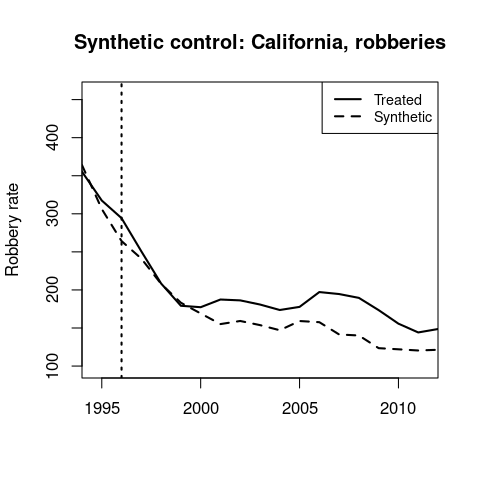 Synthetic control: California, robberies
Treated
Synthetic
Robbery rate
400
300
200
100
1995 2000 2005 2010